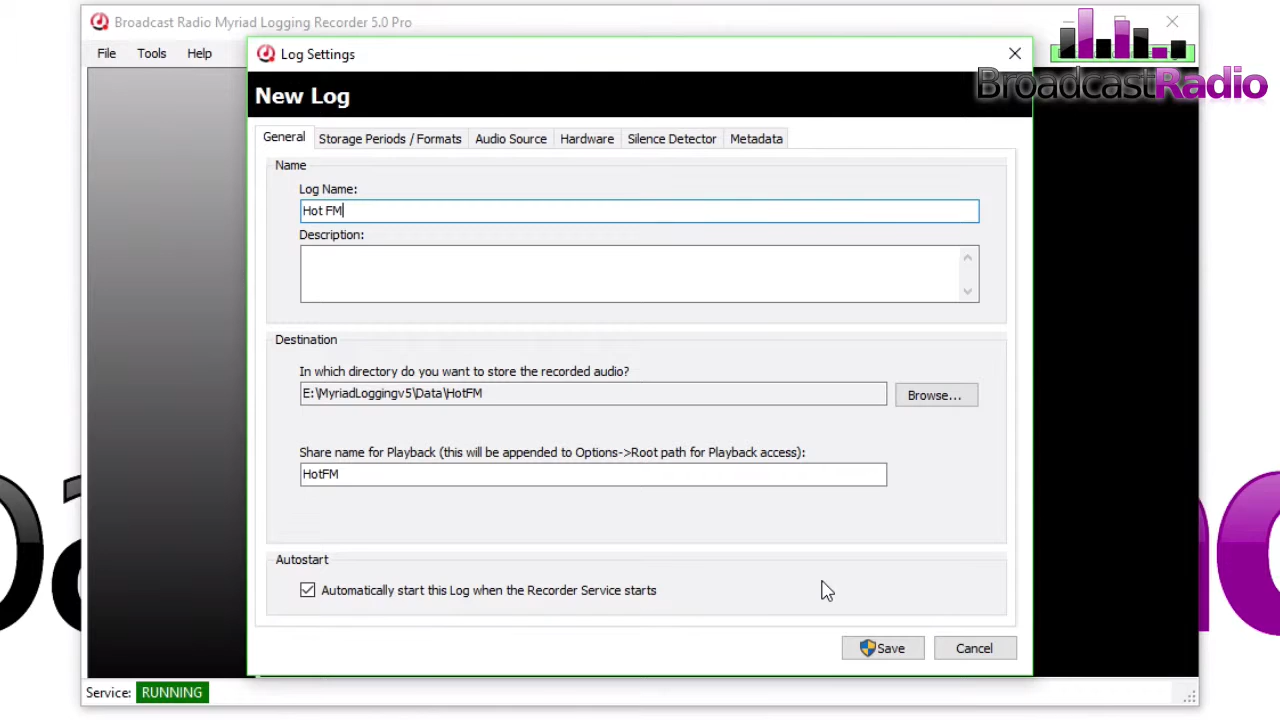 Broadcast Radio Myriad Logging Recorder 5.0 Pro
File Tools Help
Log Settings
BroadcastRadio
New Log
General Storage Periods / Formats Audio Source Hardware Silence Detector Metadata
Name
Log Name:
Hot FM
Description:
Destination
In which directory do you want to store the recorded audio?
E:\MyriadLoggingv5\Data\HotFM
Browse...
Share name for Playback (this will be appended to Options->Root path for Playback access):
HotFM
Autostart
Automatically start this Log when the Recorder Service starts
Save Cancel
Service: RUNNING